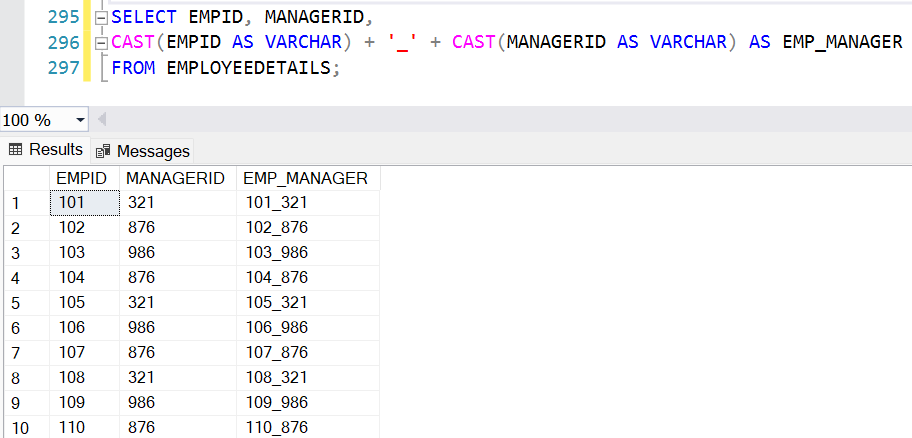 295 SELECT EMPID, MANAGERID,
296 CAST(EMPID AS VARCHAR) + '_' + CAST(MANAGERID AS VARCHAR) AS EMP_MANAGER
297 FROM EMPLOYEEDETAILS;
100 %
Results Messages
EMPID MANAGERID EMP_MANAGER
1 101 321 101_321
2 102 876 102_876
3 103 986 103_986
4 104 876 104_876
5 105 321 105_321
6 106 986 106_986
7 107 876 107_876
8 108 321 108_321
9 109 986 109_986
10 110 876 110_876